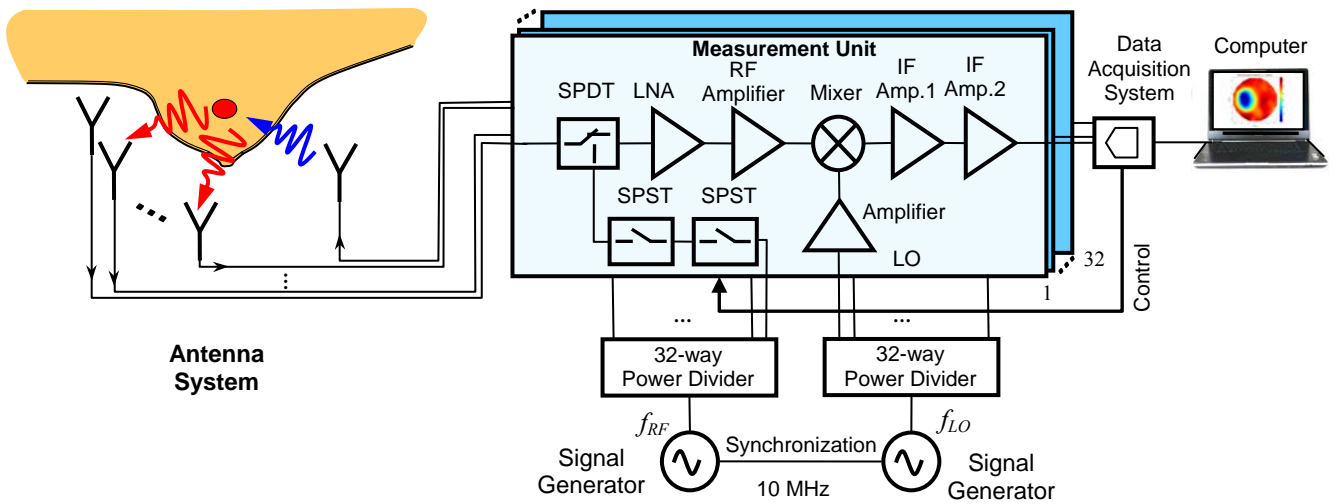 Measurement Unit
SPDT
LNA
RF
Amplifier
Mixer
IF
Amp.1
IF
Amp.2
Data
Acquisition
System
Computer
SPST
SPST
Amplifier
LO
32
1
Control
...
...
...
...
Antenna
System
32-way
Power Divider
32-way
Power Divider
fRF
fLO
Synchronization
10 MHz
Signal
Generator
Signal
Generator